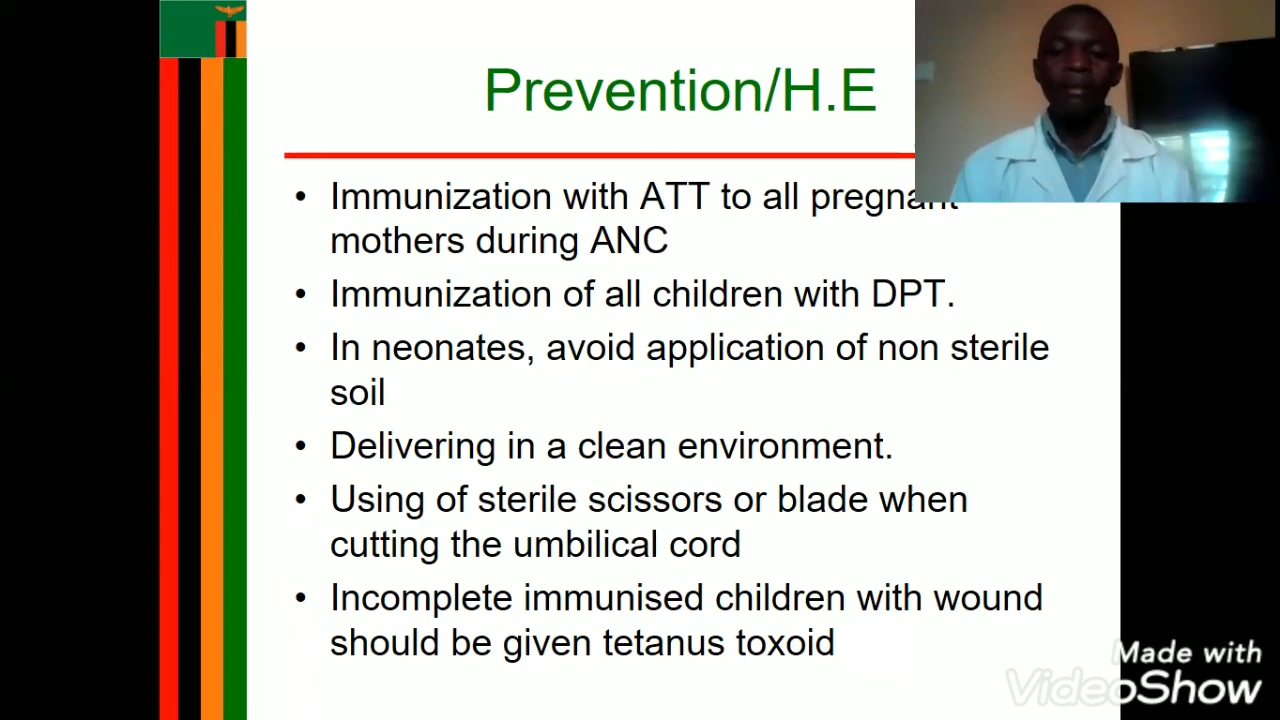 Prevention/H.E
• Immunization with ATT to all pregnant
mothers during ANC
• Immunization of all children with DPT.
• In neonates, avoid application of non sterile
soil
• Delivering in a clean environment.
• Using of sterile scissors or blade when
cutting the umbilical cord
• Incomplete immunised children with wound
should be given tetanus toxoid
Made with
VideoShow